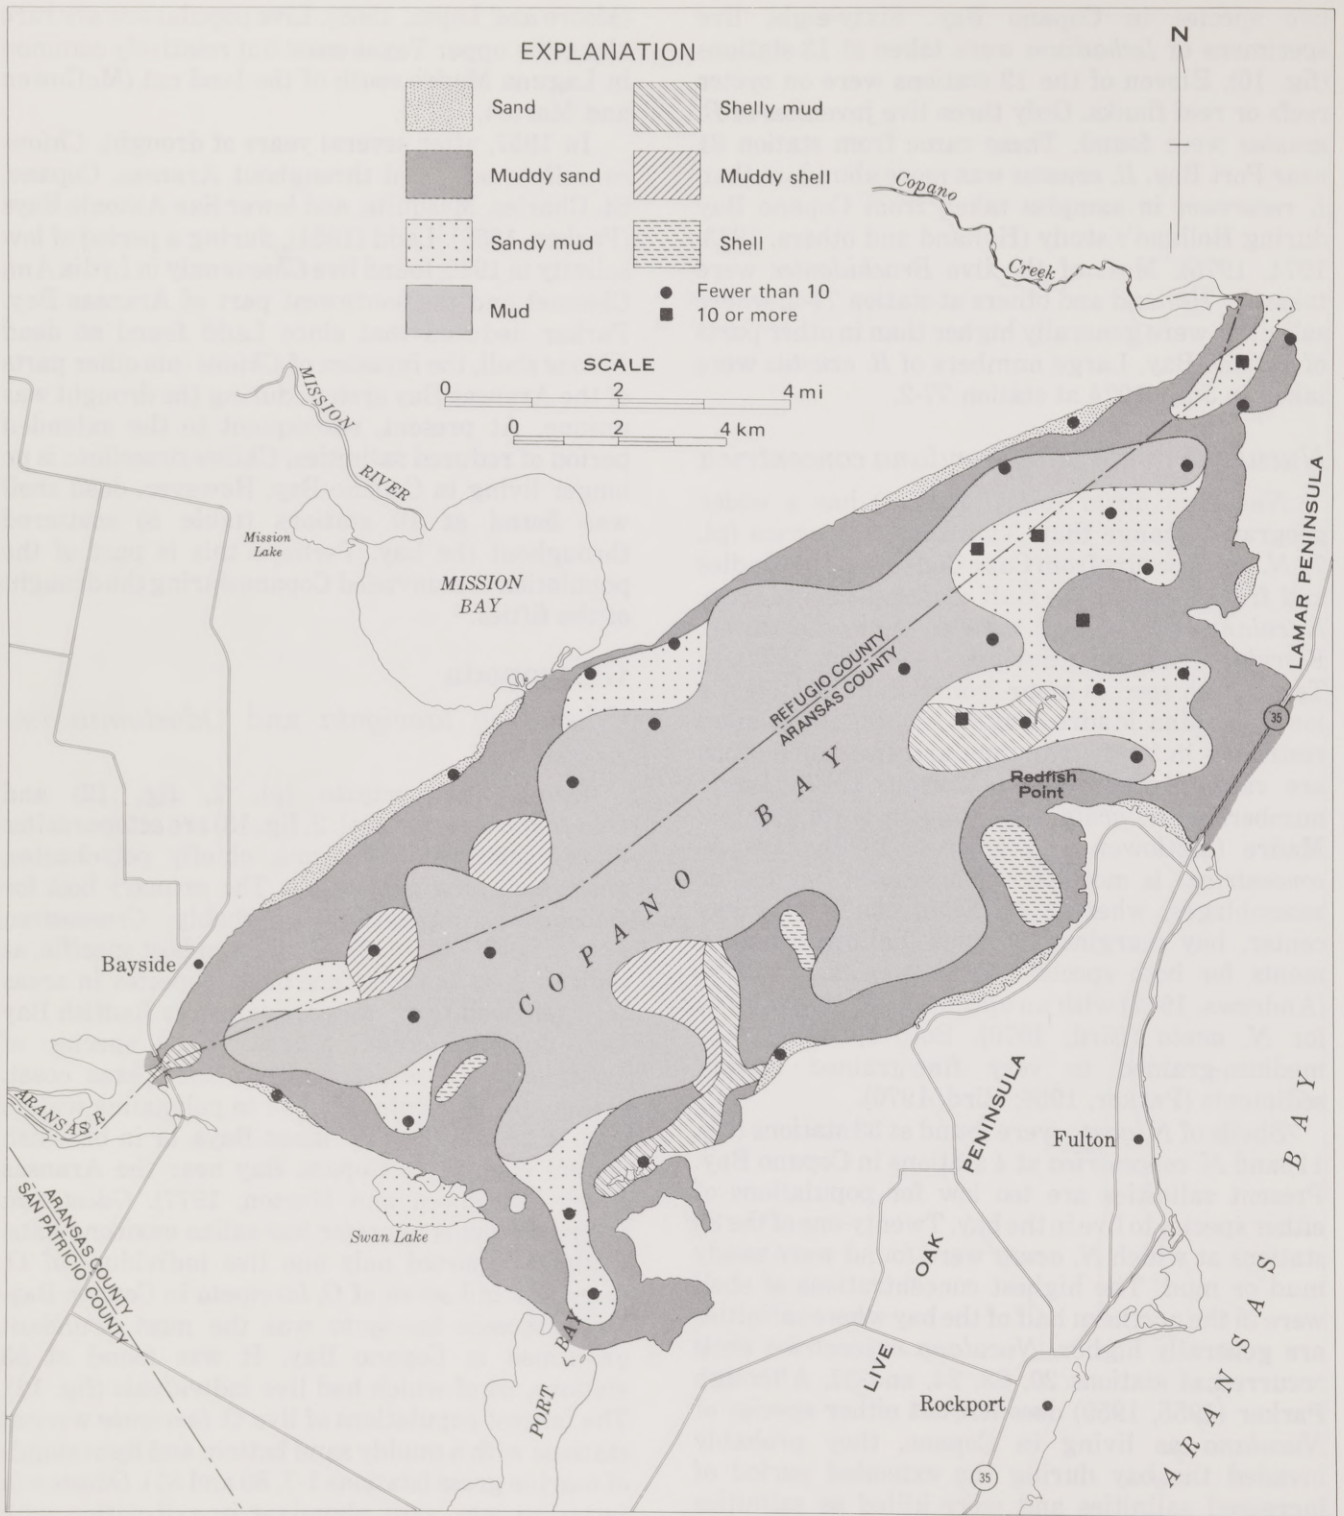 EXPLANATION
Sand
Muddy sand
Sandy mud
Mud
Shelly mud
Muddy shell
Shell
Fewer than 10
10 or more
SCALE
0 2 4 mi
0 2 4 km
N
Copano
Creek
MISSION
RIVER
Mission
Lake
MISSION
BAY
LAMAR PENINSULA
REFUGIO COUNTY
ARANSAS COUNTY
35
Redfish
Point
COPANO BAY
Bayside
ARANSAS R
ARANSAS COUNTY
SAN PATRICIO COUNTY
Swan Lake
PORT BAY
LIVE OAK PENINSULA
Fulton
Rockport
35
ARANSAS BAY